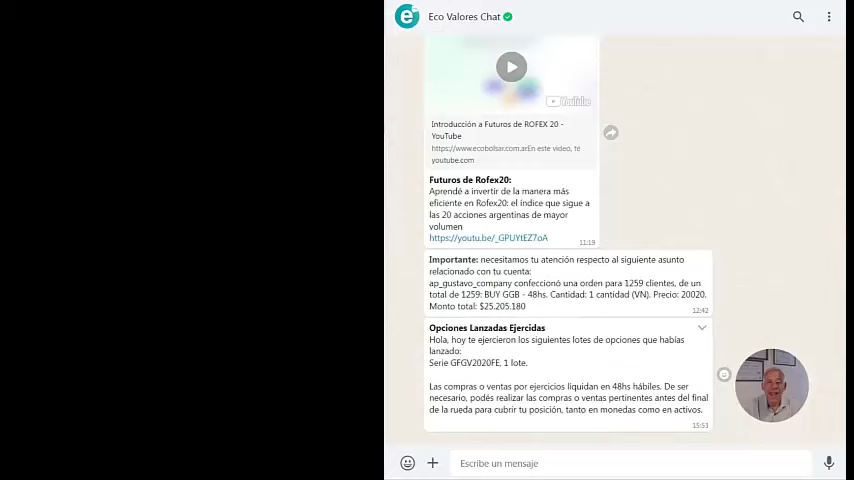 Eco Valores Chat
YouTube
Introducción a Futuros de ROFEX 20 -
YouTube
https://www.ecobolsar.com.arEn este video, te
youtube.com
Futuros de Rofex20:
Aprendé a invertir de la manera más
eficiente en Rofex20: el índice que sigue a
las 20 acciones argentinas de mayor
volumen
https://youtu.be/_GPUYtEZ7oA
11:19
Importante: necesitamos tu atención respecto al siguiente asunto
relacionado con tu cuenta:
ap_gustavo_company confeccionó una orden para 1259 clientes, de un
total de 1259: BUY GGB - 48hs. Cantidad: 1 cantidad (VN). Precio: 20020.
Monto total: $25.205.180
12:42
Opciones Lanzadas Ejercidas
Hola, hoy te ejercieron los siguientes lotes de opciones que habías
lanzado:
Serie GFGV2020FE, 1 lote.
Las compras o ventas por ejercicios liquidan en 48hs hábiles. De ser
necesario, podés realizar las compras o ventas pertinentes antes del final
de la rueda para cubrir tu posición, tanto en monedas como en activos.
15:53
Escribe un mensaje